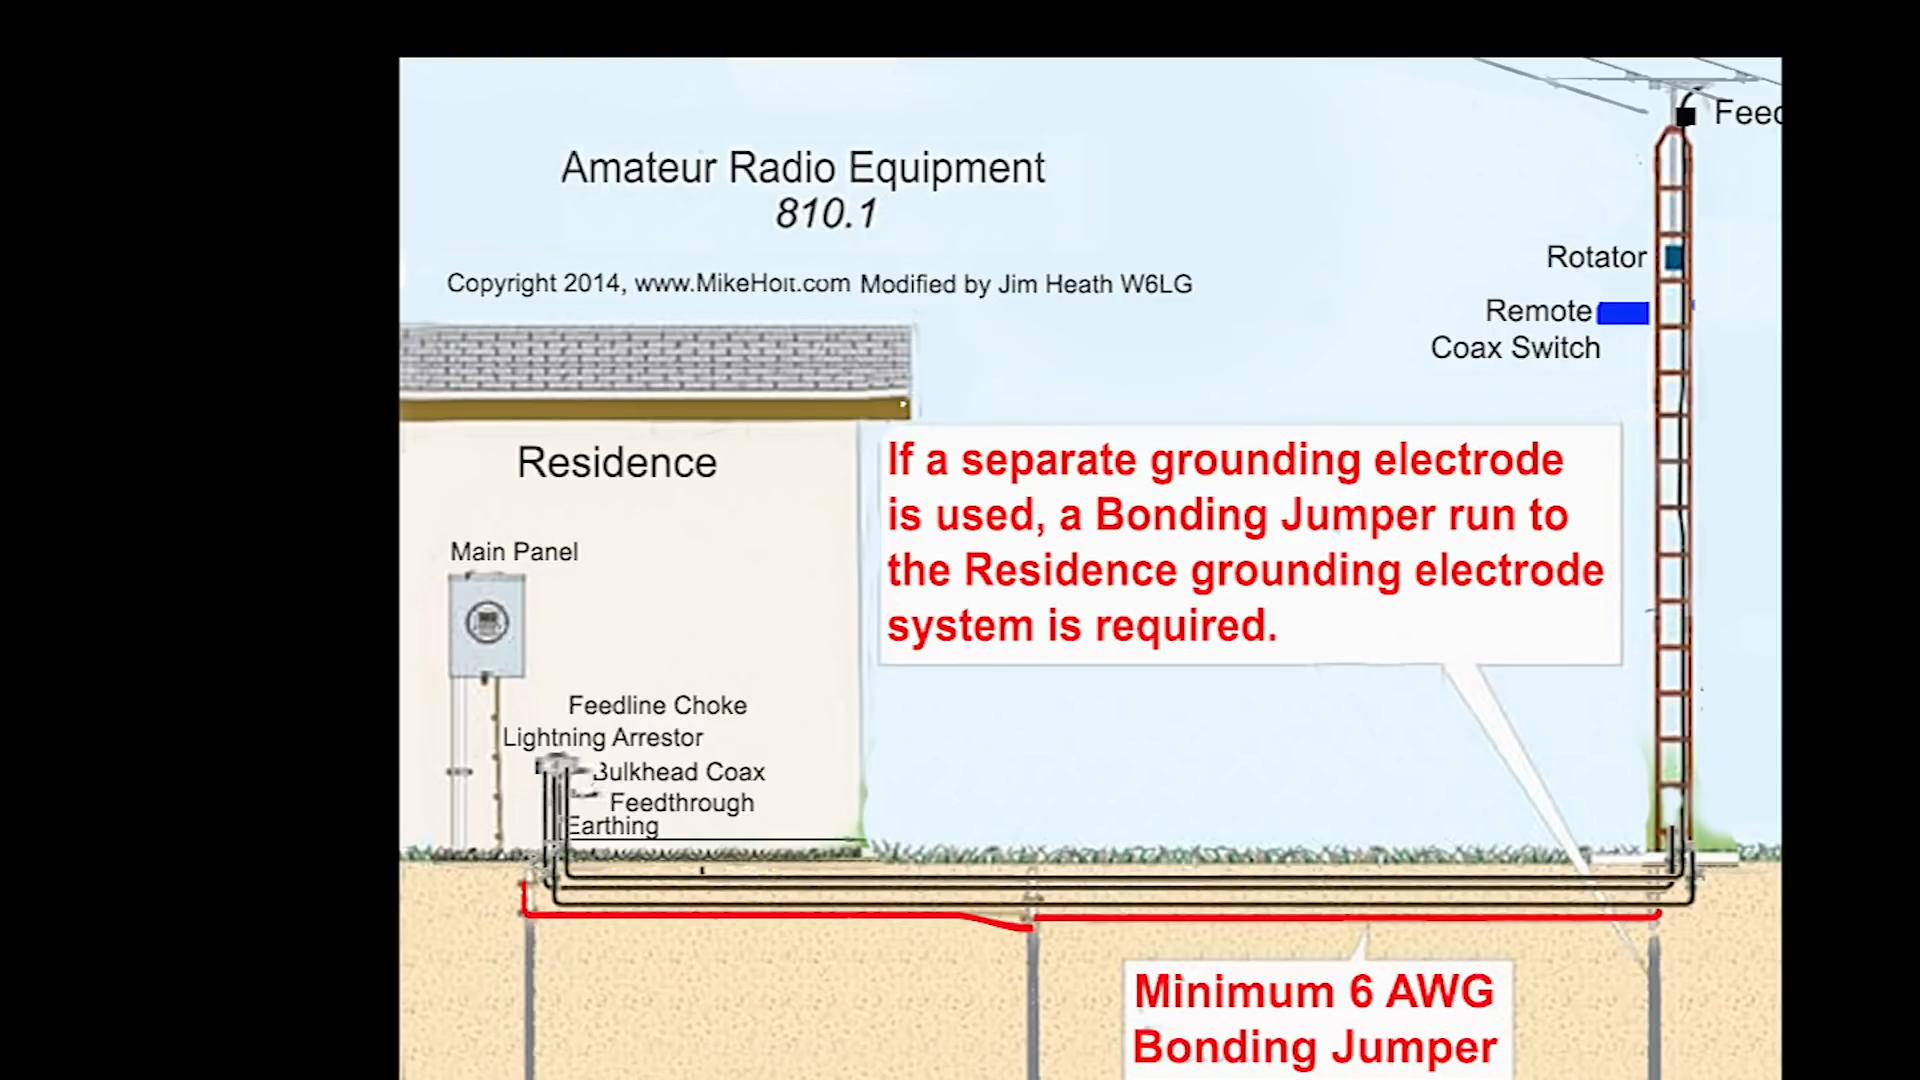 Feed
Amateur Radio Equipment
810.1
Rotator
Copyright 2014, www.MikeHolt.com Modified by Jim Heath W6LG
Remote
Coax Switch
Residence
If a separate grounding electrode
is used, a Bonding Jumper run to
the Residence grounding electrode
system is required.
Main Panel
Feedline Choke
Lightning Arrestor
Bulkhead Coax
Feedthrough
Earthing
Minimum 6 AWG
Bonding Jumper